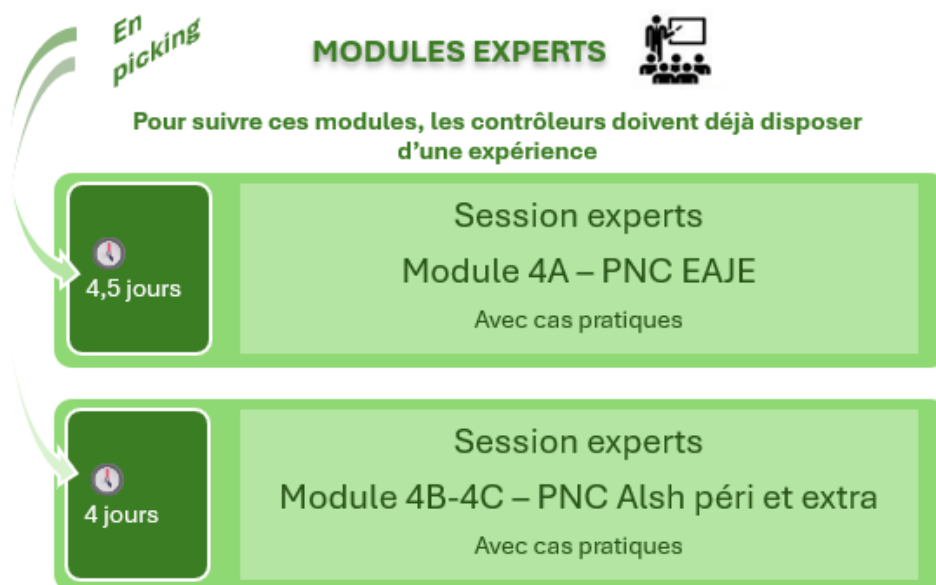 En
picking
MODULES EXPERTS
Pour suivre ces modules, les contrôleurs doivent déjà disposer
d’une expérience
4,5 jours
Session experts
Module 4A – PNC EAJE
Avec cas pratiques
4 jours
Session experts
Module 4B-4C – PNC Alsh péri et extra
Avec cas pratiques